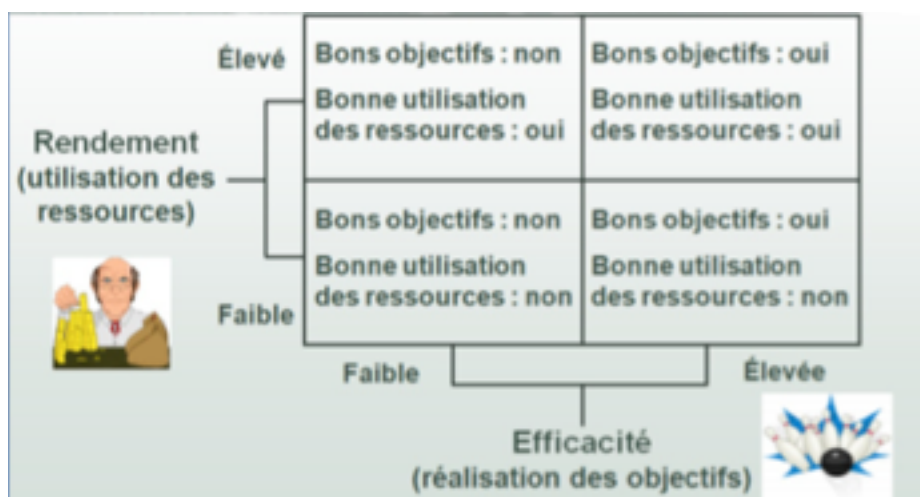 Élevé
Bons objectifs : non
Bonne utilisation
des ressources : oui
Bons objectifs : oui
Bonne utilisation
des ressources : oui
Rendement
(utilisation des
ressources)
Bons objectifs : non
Bonne utilisation
des ressources : non
Bons objectifs : oui
Bonne utilisation
des ressources : non
Faible
Faible
Élevée
Efficacité
(réalisation des objectifs)